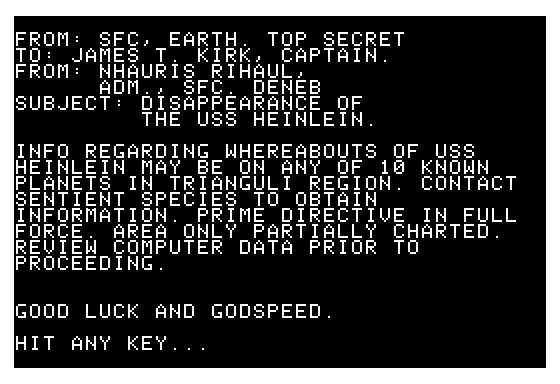 FROM: SFC, EARTH. TOP SECRET
TO: JAMES T. KIRK, CAPTAIN.
FROM: NHAURIS RIHAUL,
ADM., SFC. DENEB
SUBJECT: DISAPPEARANCE OF
THE USS HEINLEIN.
INFO REGARDING WHEREABOUTS OF USS
HEINLEIN MAY BE ON ANY OF 10 KNOWN
PLANETS IN TRIANGULI REGION. CONTACT
SENTIENT SPECIES TO OBTAIN
INFORMATION. PRIME DIRECTIVE IN FULL
FORCE. AREA ONLY PARTIALLY CHARTED.
REVIEW COMPUTER DATA PRIOR TO
PROCEEDING.
GOOD LUCK AND GODSPEED.
HIT ANY KEY...